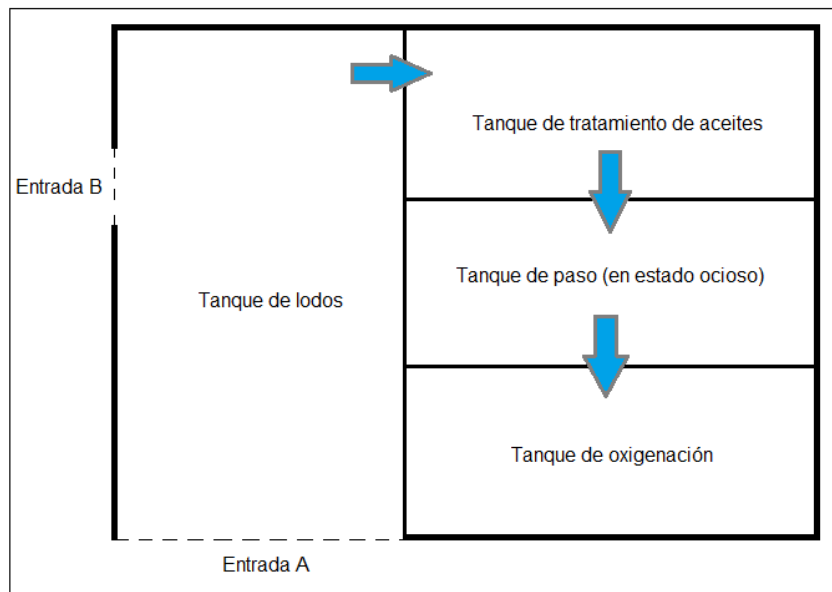 Tanque de tratamiento de aceites
Entrada B
Tanque de paso (en estado ocioso)
Tanque de lodos
Tanque de oxigenación
Entrada A